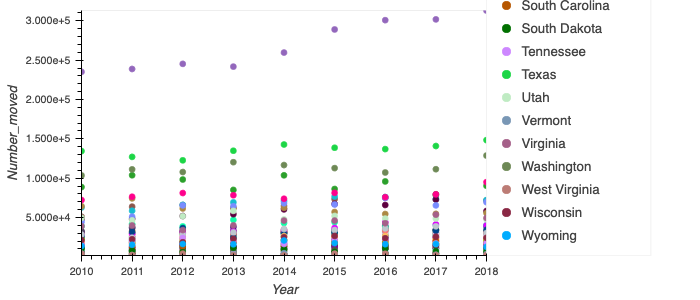 3.000e+5
2.500e+5
2.000e+5
1.500e+5
1.000e+5
5.000e+4
Number_moved
2010 2011 2012 2013 2014 2015 2016 2017 2018
Year
South Carolina
South Dakota
Tennessee
Texas
Utah
Vermont
Virginia
Washington
West Virginia
Wisconsin
Wyoming